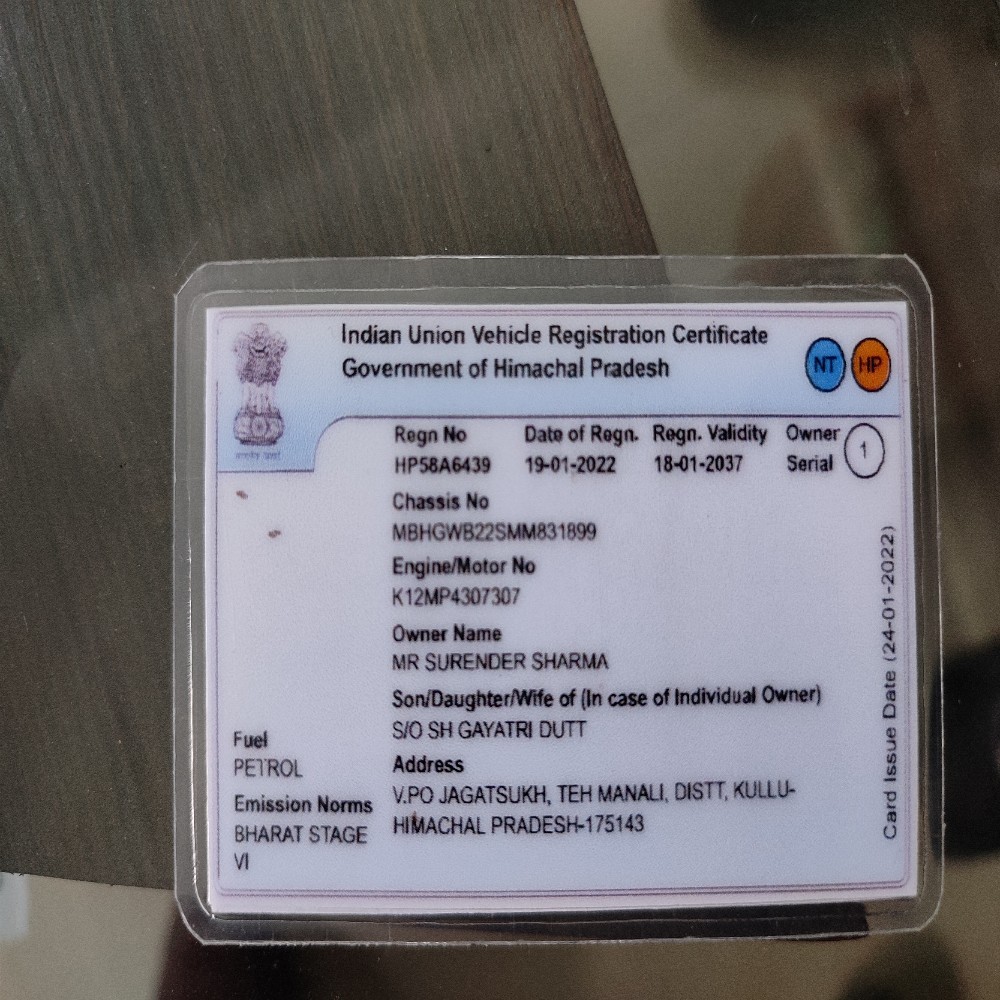 Indian Union Vehicle Registration Certificate
Government of Himachal Pradesh
NT HP
Regn No Date of Regn. Regn. Validity Owner Serial 1
HP58A6439 19-01-2022 18-01-2037
Chassis No
MBHGWB22SMM831899
Engine/Motor No
K12MP4307307
Owner Name
MR SURENDER SHARMA
Son/Daughter/Wife of (In case of Individual Owner)
S/O SH GAYATRI DUTT
Address
V.PO JAGATSUKH, TEH MANALI, DISTT, KULLU-
HIMACHAL PRADESH-175143
Fuel
PETROL
Emission Norms
BHARAT STAGE
VI
Card Issue Date (24-01-2022)